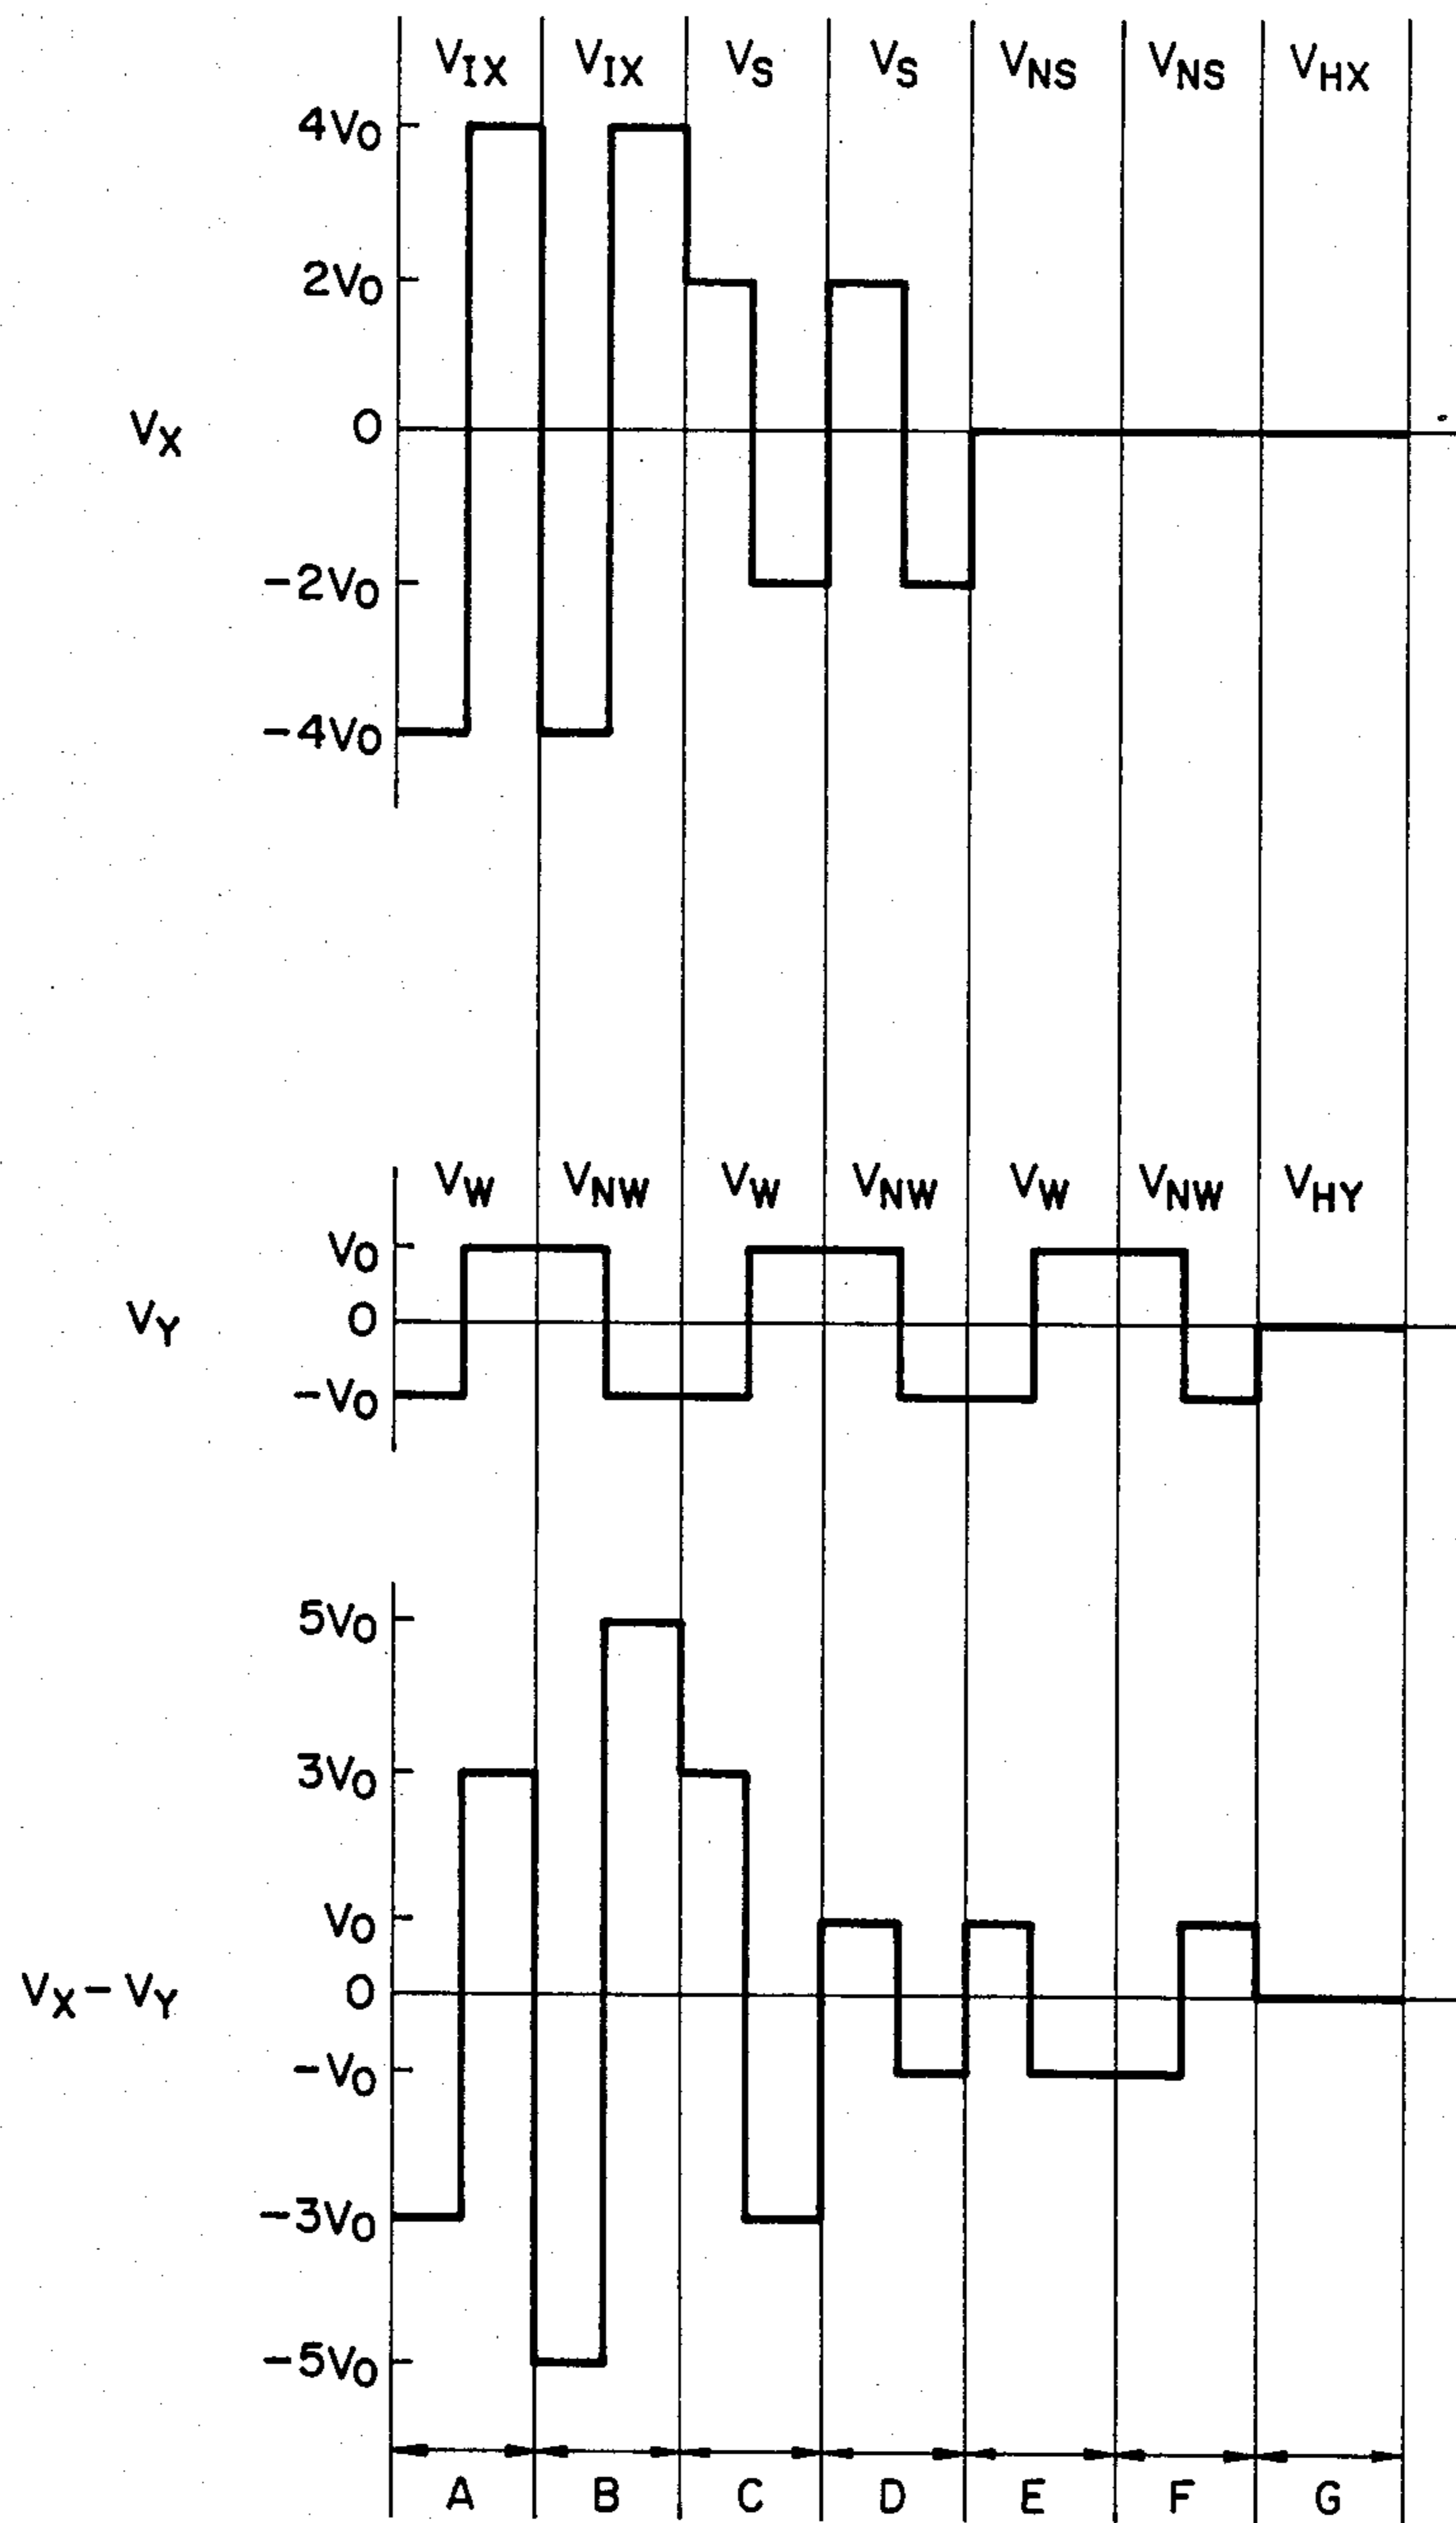 VIX VIX VS VS VNS VNS VHX
4V0
2V0
VX 0
-2V0
-4V0
VW VNW VW VNW VW VNW VHY
V0
VY 0
-V0
5V0
3V0
V0
VX-VY 0
-V0
-3V0
-5V0
A B C D E F G